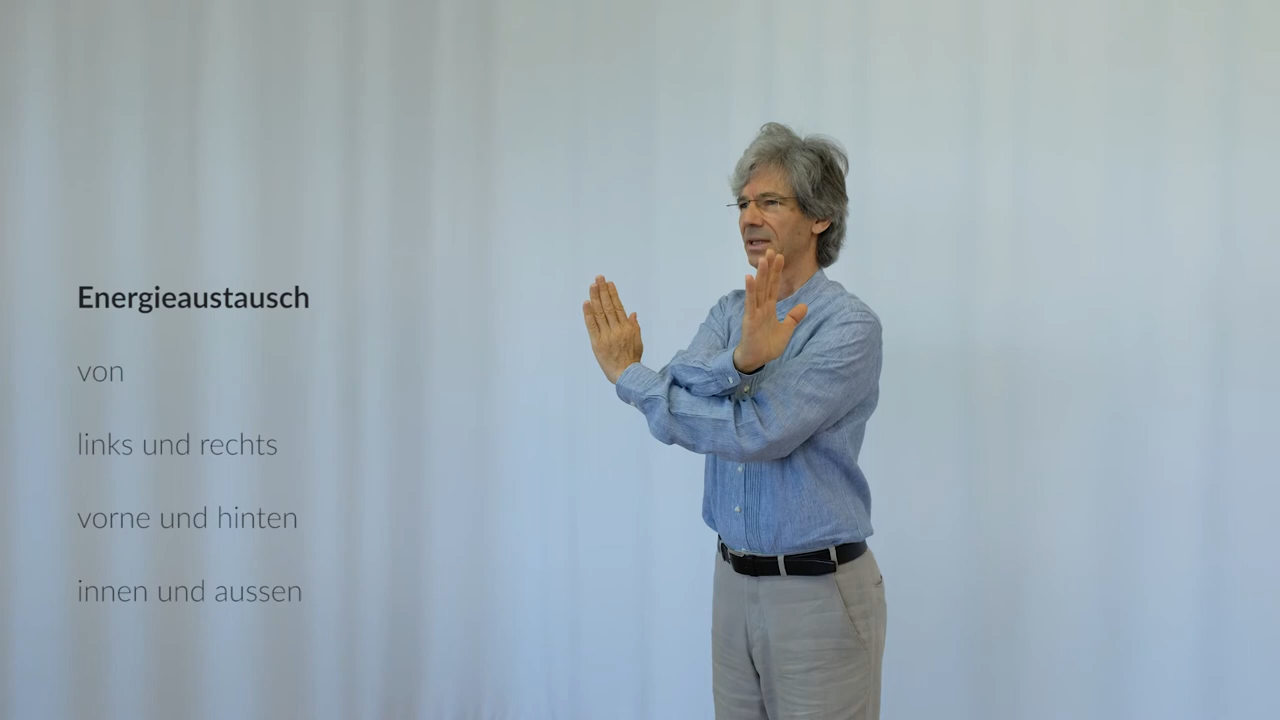 Energieaustausch
von
links und rechts
vorne und hinten
innen und aussen